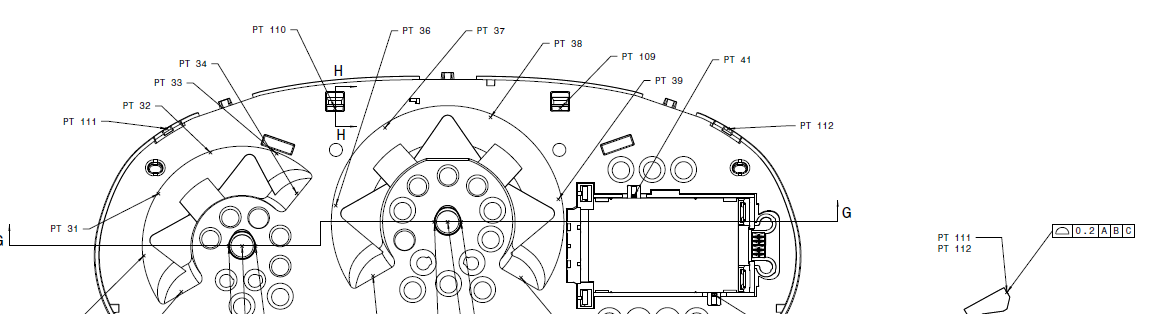 PT 110
PT 36
PT 37
PT 38
PT 109
PT 41
PT 34
PT 33
H
PT 39
PT 32
PT 111
H
PT 112
G
PT 31
G
PT 111
PT 112
0.2 A B C